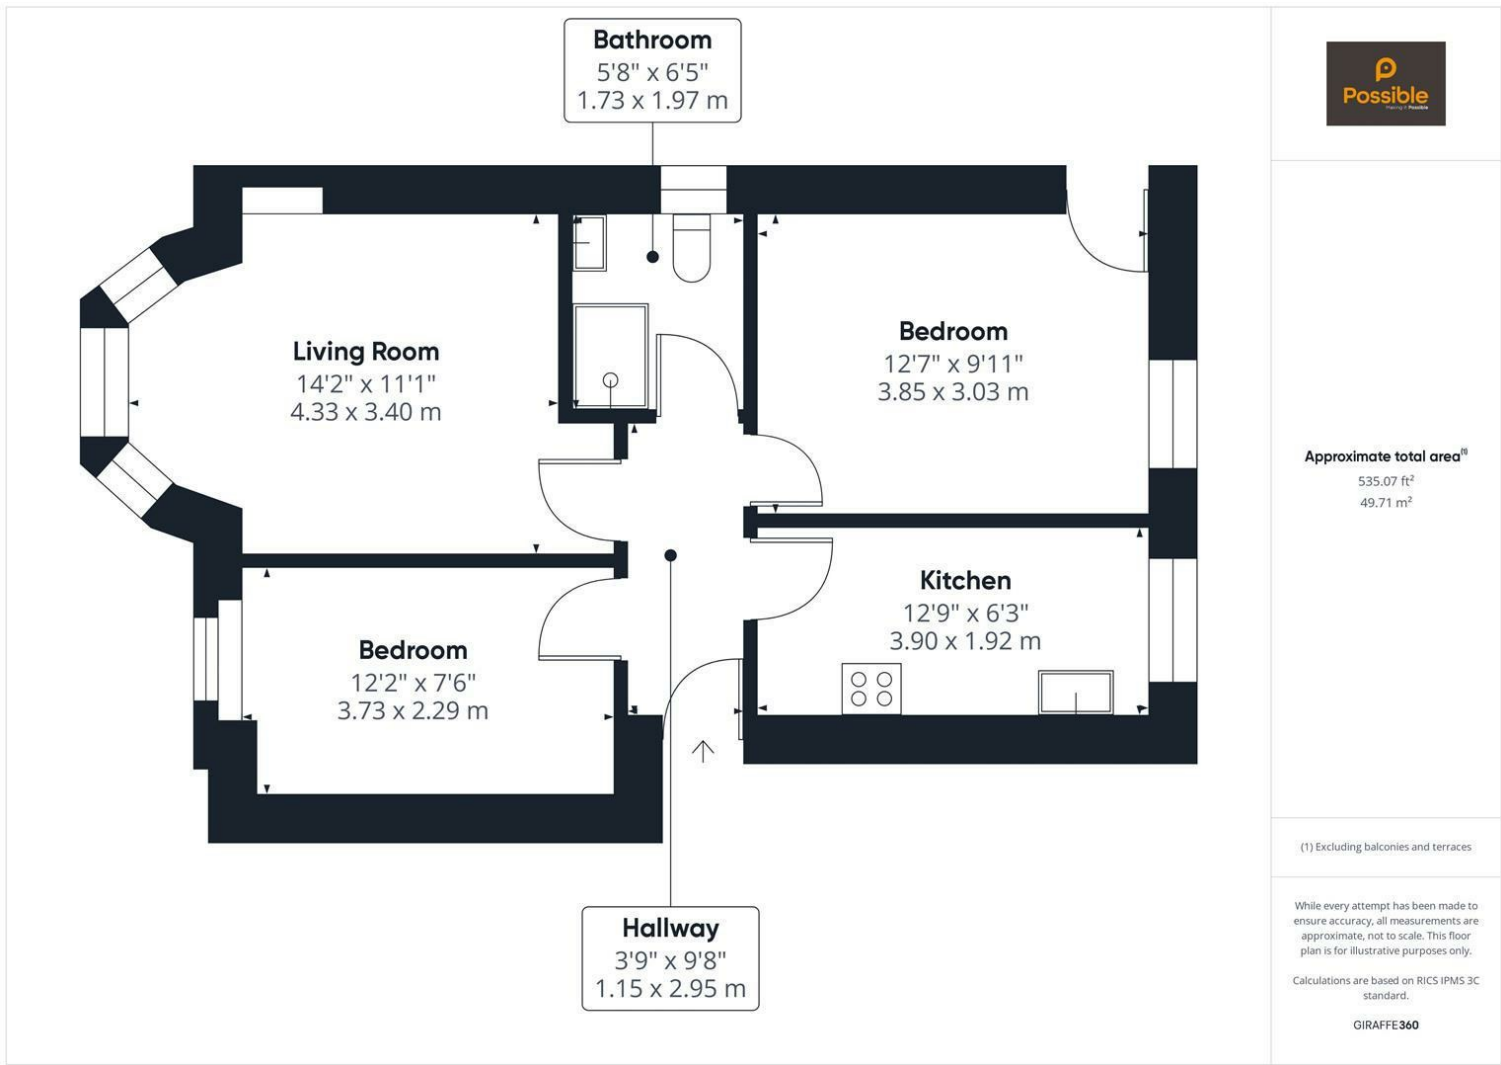 Bathroom
5'8" x 6'5"
1.73 x 1.97 m
Living Room
14'2" x 11'1"
4.33 x 3.40 m
Bedroom
12'7" x 9'11"
3.85 x 3.03 m
Bedroom
12'2" x 7'6"
3.73 x 2.29 m
Kitchen
12'9" x 6'3"
3.90 x 1.92 m
Hallway
3'9" x 9'8"
1.15 x 2.95 m
Possible
Making it Possible
Approximate total area⁽¹⁾
535.07 ft²
49.71 m²
(1) Excluding balconies and terraces
While every attempt has been made to
ensure accuracy, all measurements are
approximate, not to scale. This floor
plan is for illustrative purposes only.
Calculations are based on RICS IPMS 3C
standard.
GIRAFFE360